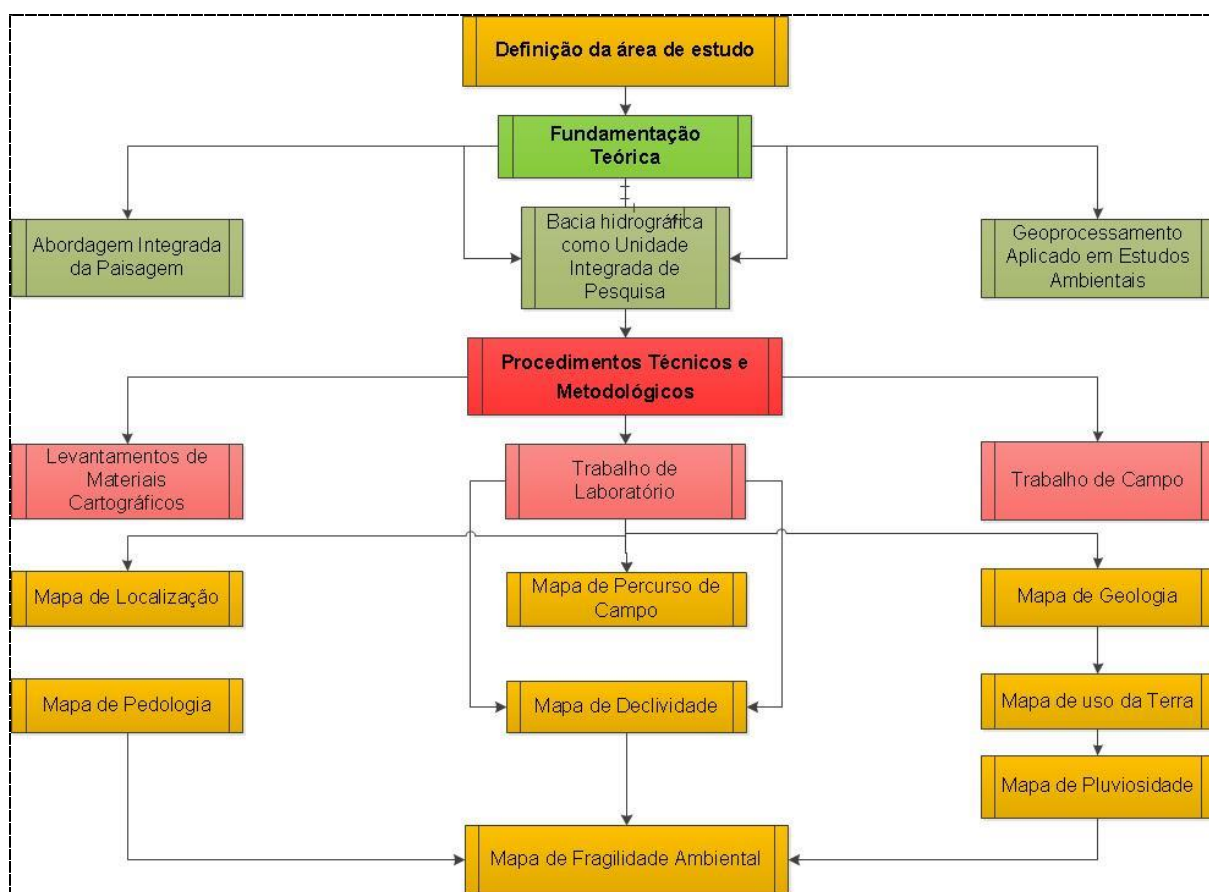 Definição da área de estudo
Fundamentação
Teórica
Abordagem Integrada
da Paisagem
Bacia hidrográfica
como Unidade
Integrada de
Pesquisa
Geoprocessamento
Aplicado em Estudos
Ambientais
Procedimentos Técnicos e
Metodológicos
Levantamentos de
Materiais
Cartográficos
Trabalho de
Laboratório
Trabalho de Campo
Mapa de Localização
Mapa de Percurso de
Campo
Mapa de Geologia
Mapa de Pedologia
Mapa de Declividade
Mapa de uso da Terra
Mapa de Pluviosidade
Mapa de Fragilidade Ambiental